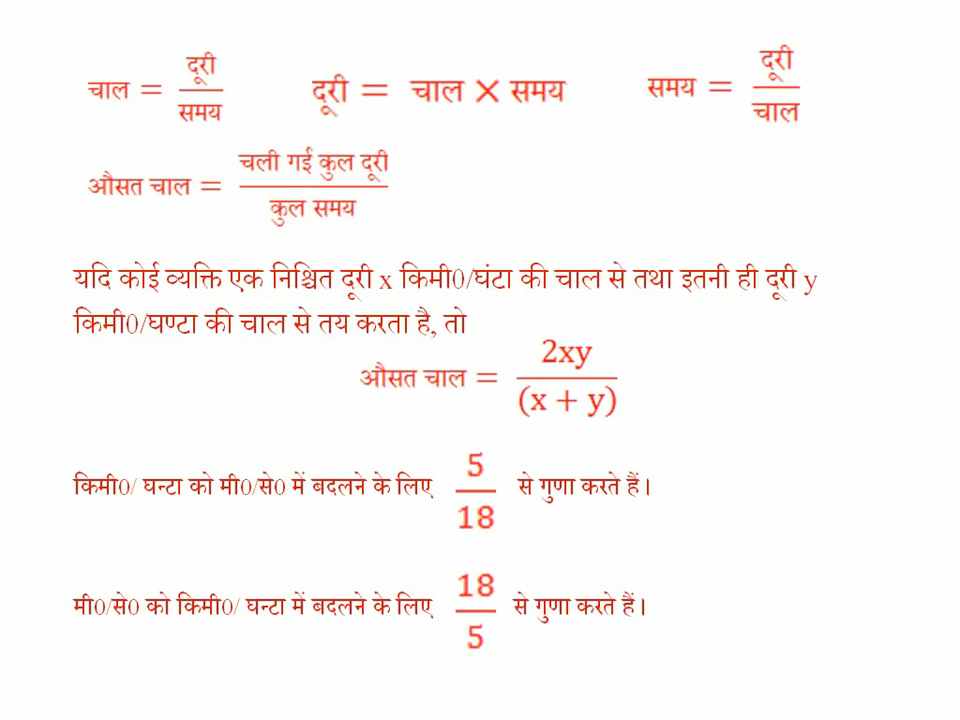 चाल = दूरी/समय दूरी = चाल × समय समय = दूरी/चाल
औसत चाल = चली गई कुल दूरी/कुल समय
यदि कोई व्यक्ति एक निश्चित दूरी x किमी0/घंटा की चाल से तथा इतनी ही दूरी y
किमी0/घण्टा की चाल से तय करता है, तो
औसत चाल = 2xy/(x + y)
किमी0/ घन्टा को मी0/से0 में बदलने के लिए 5/18 से गुणा करते हैं।
मी0/से0 को किमी0/ घन्टा में बदलने के लिए 18/5 से गुणा करते हैं।